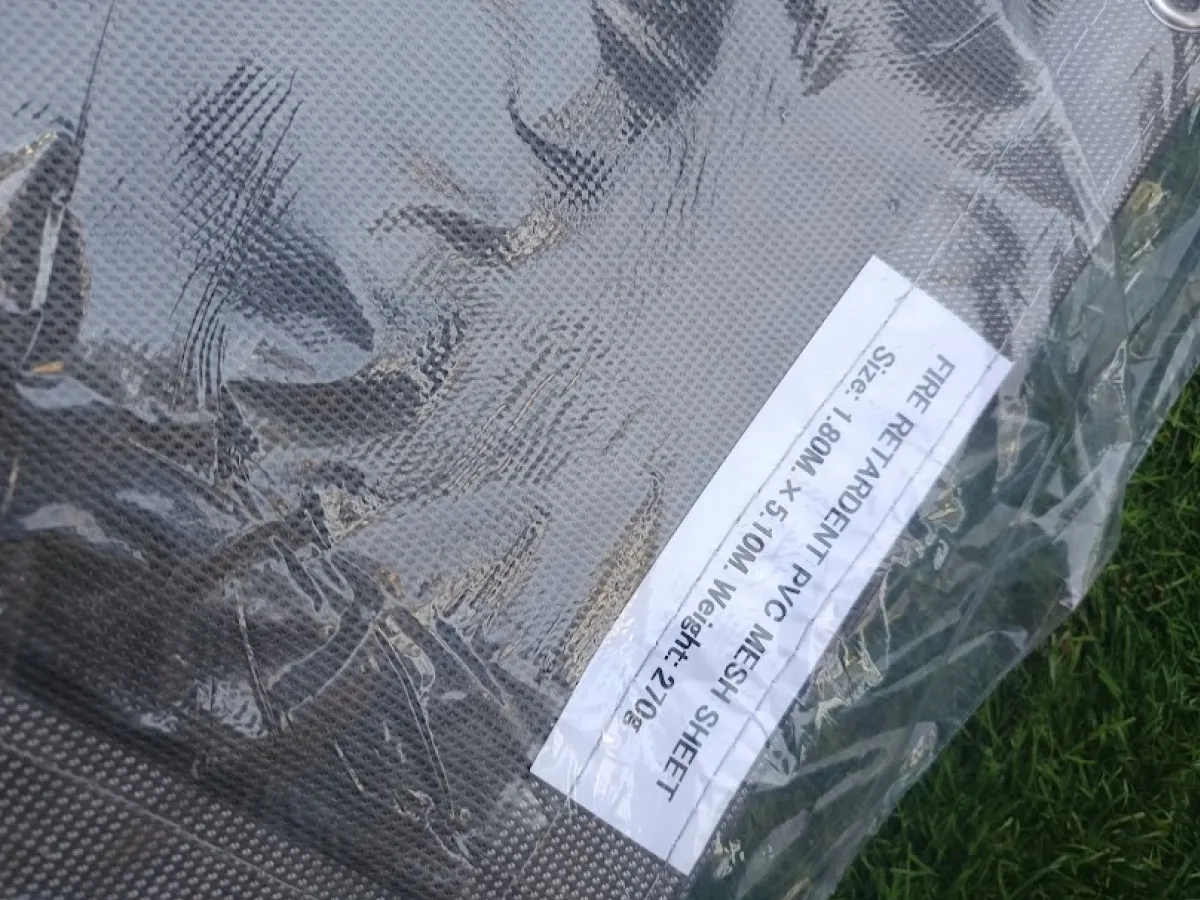 FIRE RETARDENT PVC MESH SHEET
Size: 1.80M. X 5.10M. Weight: 270g